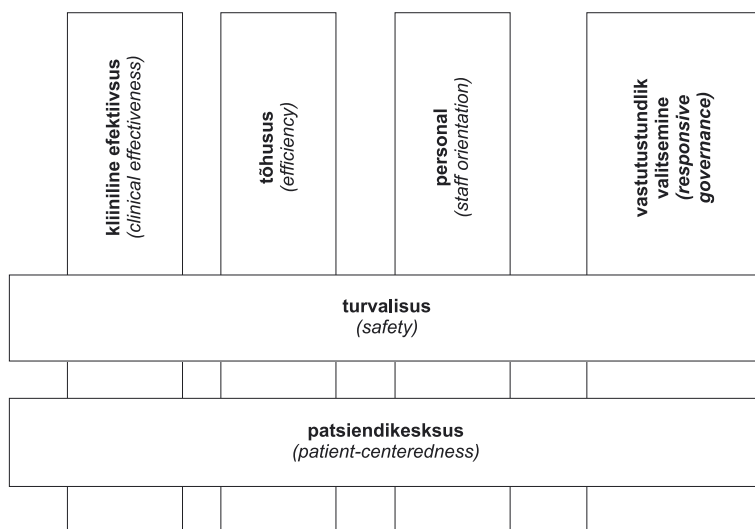 kliiniline efektiivsus
(clinical effectiveness)
tõhusus
(efficiency)
personal
(staff orientation)
vastutustundlik
valitsemine
(responsive
governance)
turvalisus
(safety)
patsiendikesksus
(patient-centeredness)